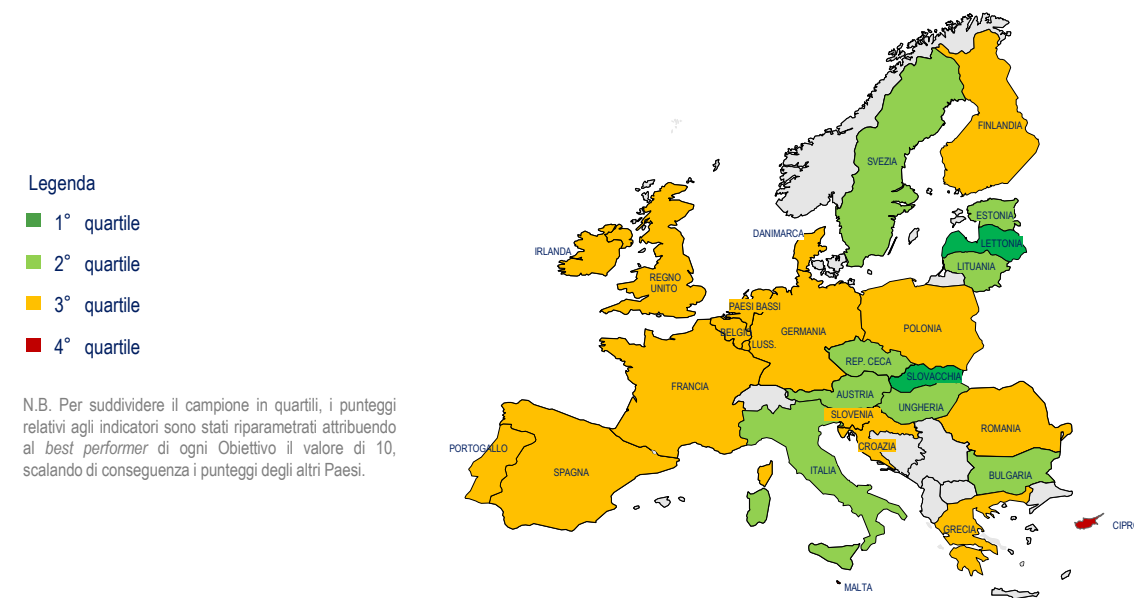 Legenda
1° quartile
2° quartile
3° quartile
4° quartile
N.B. Per suddividere il campione in quartili, i punteggi
relativi agli indicatori sono stati riparametrati attribuendo
al best performer di ogni Obiettivo il valore di 10,
scalando di conseguenza i punteggi degli altri Paesi.
FINLANDIA
SVEZIA
ESTONIA
DANIMARCA
LETTONIA
IRLANDA
LITUANIA
REGNO
UNITO
PAESI BASSI
BELGIO
GERMANIA
POLONIA
LUSS.
REP. CECA
SLOVACCHIA
FRANCIA
AUSTRIA
UNGHERIA
SLOVENIA
ROMANIA
CROAZIA
PORTOGALLO
SPAGNA
ITALIA
BULGARIA
GRECIA
CIPRO
MALTA